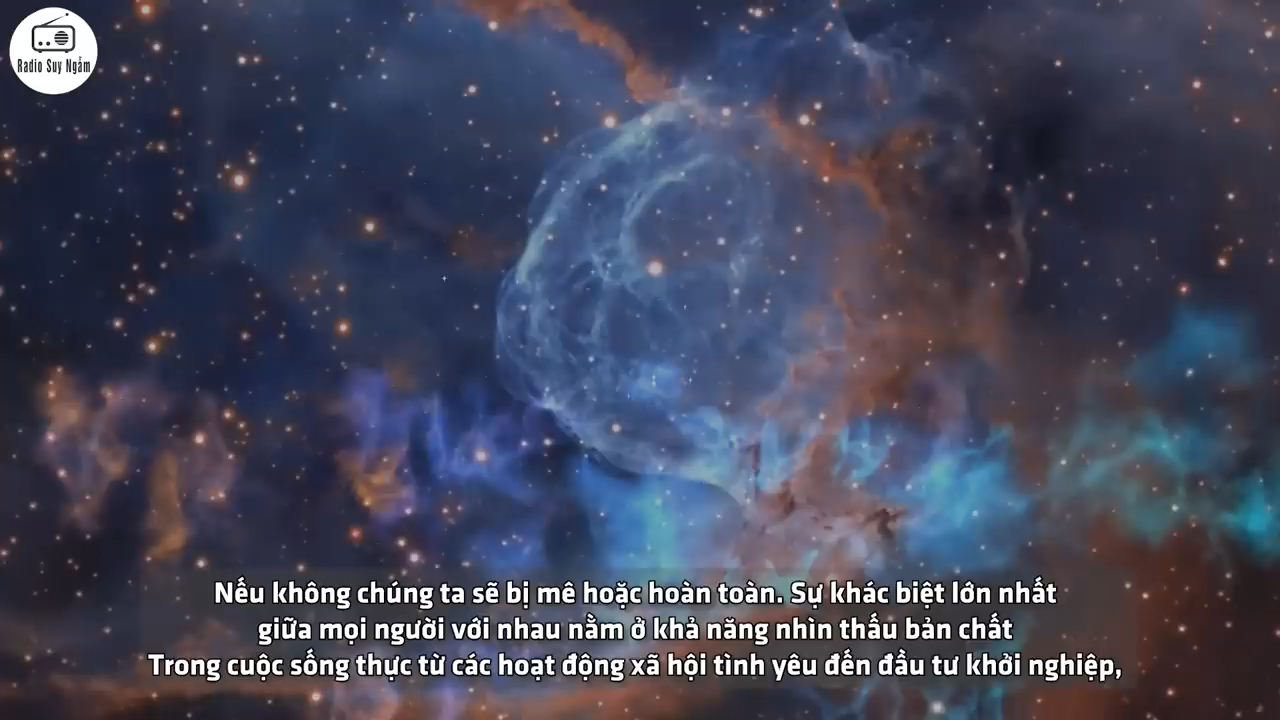 Radio Suy Ngẫm
Nếu không chúng ta sẽ bị mê hoặc hoàn toàn. Sự khác biệt lớn nhất
giữa mọi người với nhau nằm ở khả năng nhìn thấu bản chất
Trong cuộc sống thực từ các hoạt động xã hội tình yêu đến đầu tư khởi nghiệp,